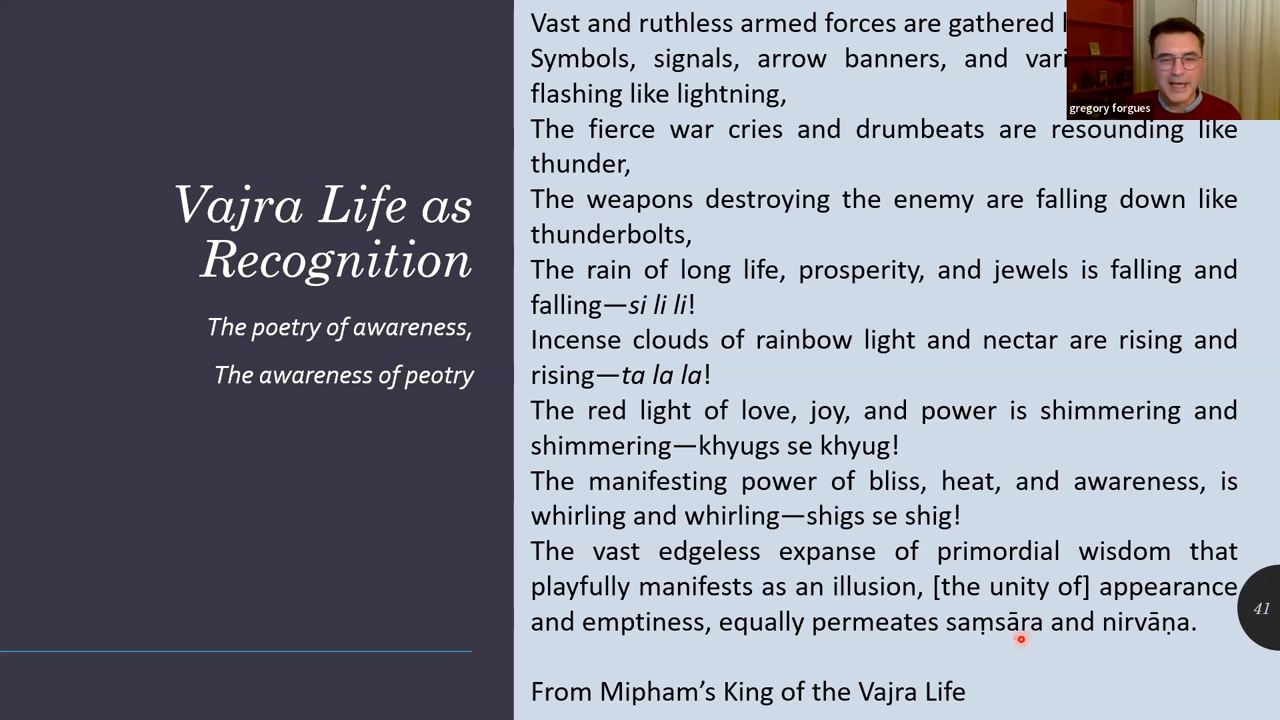 Vajra Life as
Recognition
The poetry of awareness,
The awareness of peotry
Vast and ruthless armed forces are gathered
Symbols, signals, arrow banners, and
flashing like lightning,
The fierce war cries and drumbeats are resounding like
thunder,
The weapons destroying the enemy are falling down like
thunderbolts,
The rain of long life, prosperity, and jewels is falling and
falling—si li li!
Incense clouds of rainbow light and nectar are rising and
rising—ta la la!
The red light of love, joy, and power is shimmering and
shimmering—khyugs se khyug!
The manifesting power of bliss, heat, and awareness, is
whirling and whirling—shigs se shig!
The vast edgeless expanse of primordial wisdom that
playfully manifests as an illusion, [the unity of] appearance
and emptiness, equally permeates saṃsāra and nirvāṇa.
From Mipham’s King of the Vajra Life
gregory forgues
41